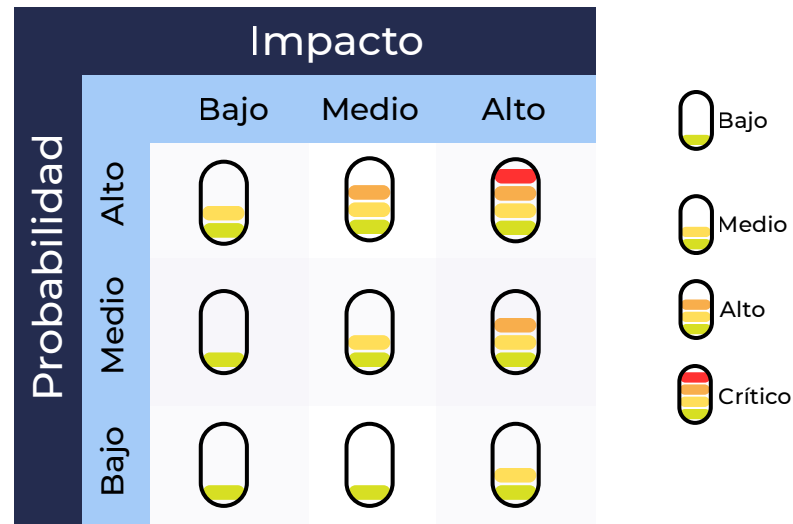 Impacto
Bajo Medio Alto
Probabilidad
Alto
Medio
Bajo
Bajo
Medio
Alto
Crítico